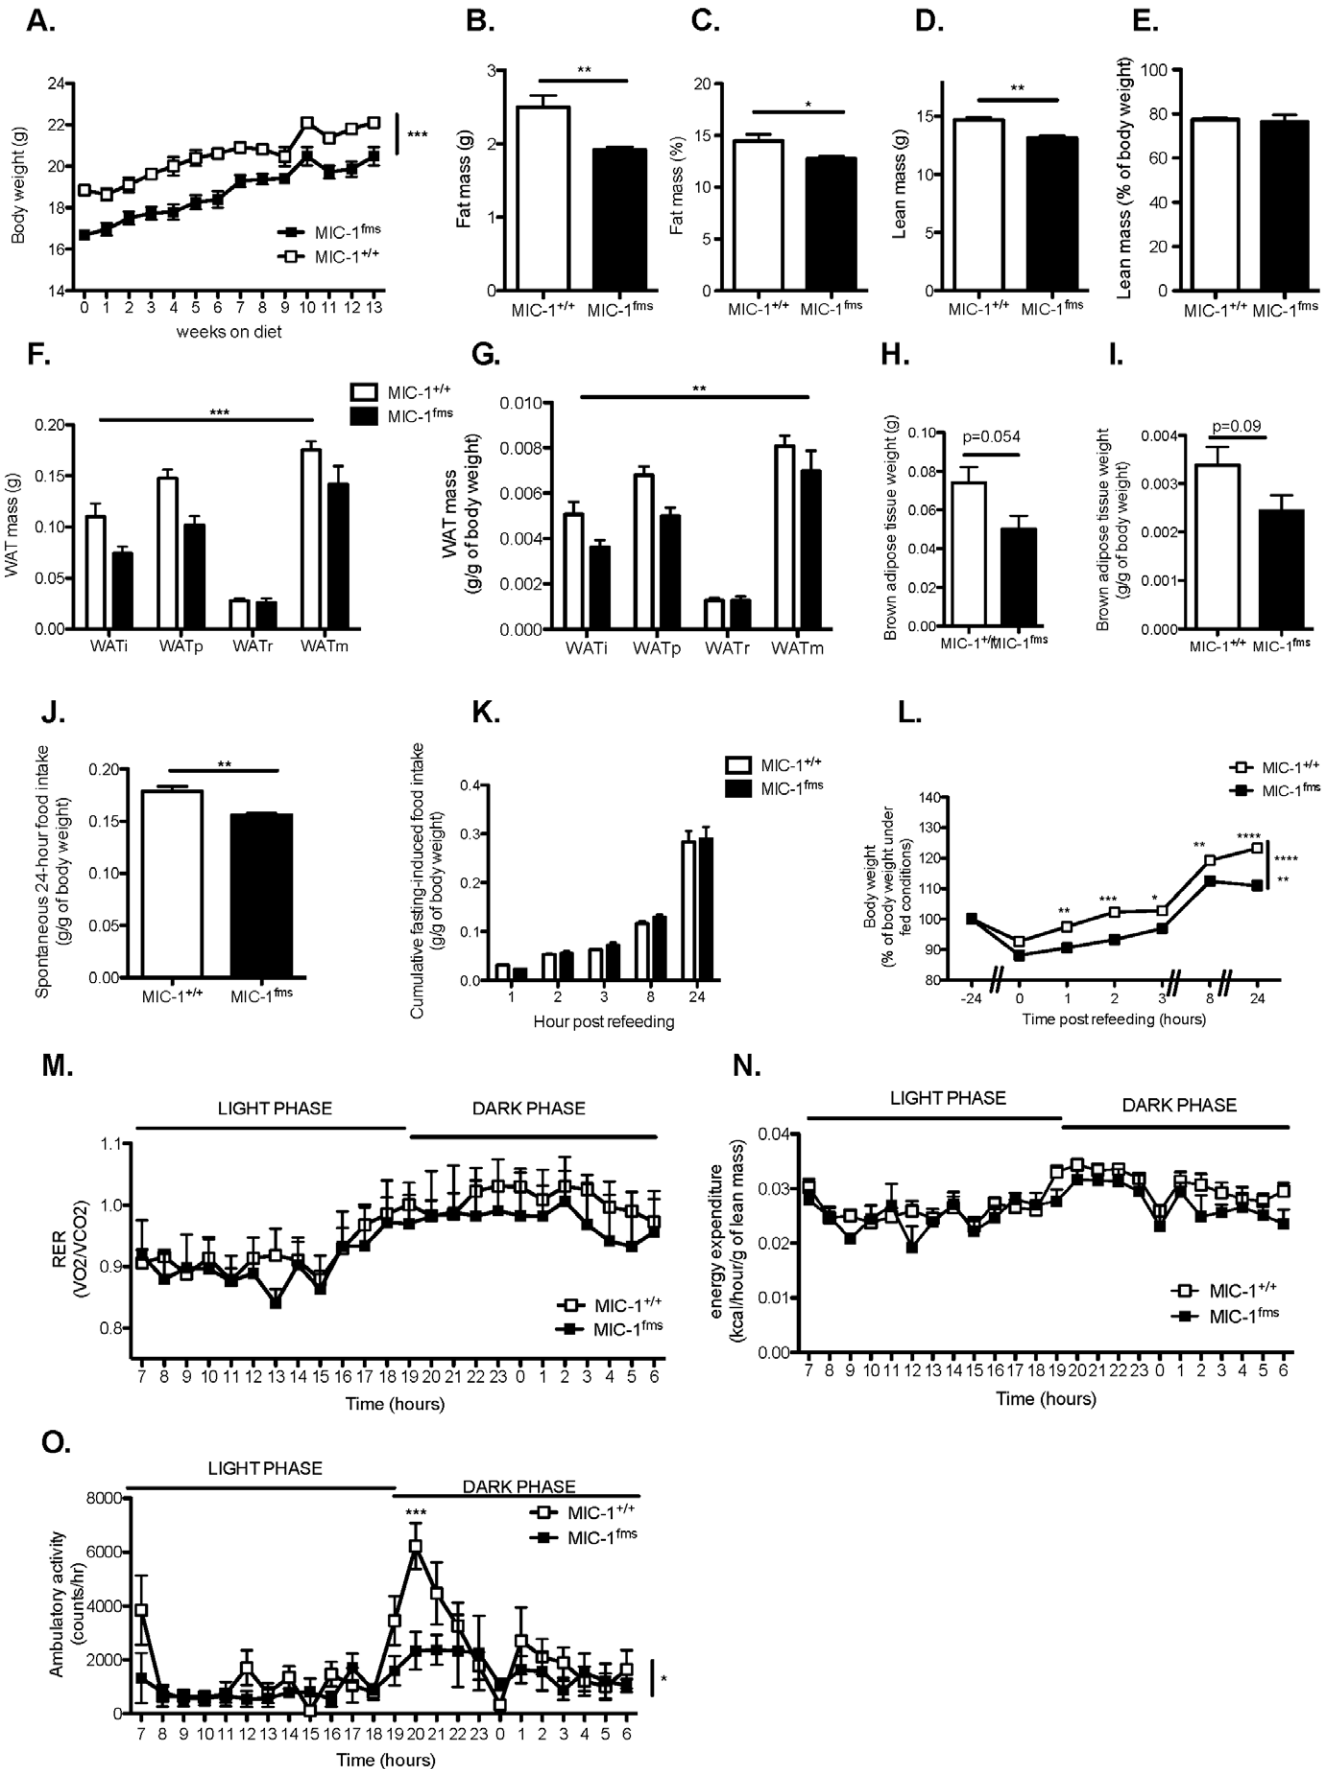 A.
Body weight (g)
24
22
20
18
16
14
***
MIC-1fms
MIC-1+/+
0 1 2 3 4 5 6 7 8 9 10 11 12 13
weeks on diet
B.
Fat mass (g)
3
2
1
0
**
MIC-1+/+ MIC-1fms
C.
Fat mass (%)
20
15
10
5
0
*
MIC-1+/+ MIC-1fms
D.
Lean mass (g)
15
10
5
0
**
MIC-1+/+ MIC-1fms
E.
Lean mass (% of body weight)
100
80
60
40
20
0
MIC-1+/+ MIC-1fms
F.
MIC-1+/+
MIC-1fms
WAT mass (g)
0.20
0.15
0.10
0.05
0.00
***
WATi WATp WATr WATm
G.
WAT mass
(g/g of body weight)
0.010
0.008
0.006
0.004
0.002
0.000
**
WATi WATp WATr WATm
H.
Brown adipose tissue weight (g)
0.10
0.08
0.06
0.04
0.02
0.00
p=0.054
MIC-1+/+ MIC-1fms
I.
Brown adipose tissue weight
(g/g of body weight)
0.004
0.003
0.002
0.001
0.000
p=0.09
MIC-1+/+ MIC-1fms
J.
Spontaneous 24-hour food intake
(g/g of body weight)
0.20
0.15
0.10
0.05
0.00
**
MIC-1+/+ MIC-1fms
K.
MIC-1+/+
MIC-1fms
Cumulative fasting-induced food intake
(g/g of body weight)
0.4
0.3
0.2
0.1
0.0
1 2 3 8 24
Hour post refeeding
L.
MIC-1+/+
MIC-1fms
Body weight
(% of body weight under
fed conditions)
140
130
120
110
100
90
80
** *** * ** ****
****
**
-24 0 1 2 3 8 24
Time post refeeding (hours)
M.
LIGHT PHASE
DARK PHASE
RER
(VO2/VCO2)
1.1
1.0
0.9
0.8
MIC-1+/+
MIC-1fms
7 8 9 10 11 12 13 14 15 16 17 18 19 20 21 22 23 0 1 2 3 4 5 6
Time (hours)
N.
LIGHT PHASE
DARK PHASE
energy expenditure
(kcal/hour/g of lean mass)
0.04
0.03
0.02
0.01
0.00
MIC-1+/+
MIC-1fms
7 8 9 10 11 12 13 14 15 16 17 18 19 20 21 22 23 0 1 2 3 4 5 6
Time (hours)
O.
LIGHT PHASE
DARK PHASE
Ambulatory activity
(counts/hr)
8000
6000
4000
2000
0
***
MIC-1+/+
MIC-1fms
*
7 8 9 10 11 12 13 14 15 16 17 18 19 20 21 22 23 0 1 2 3 4 5 6
Time (hours)